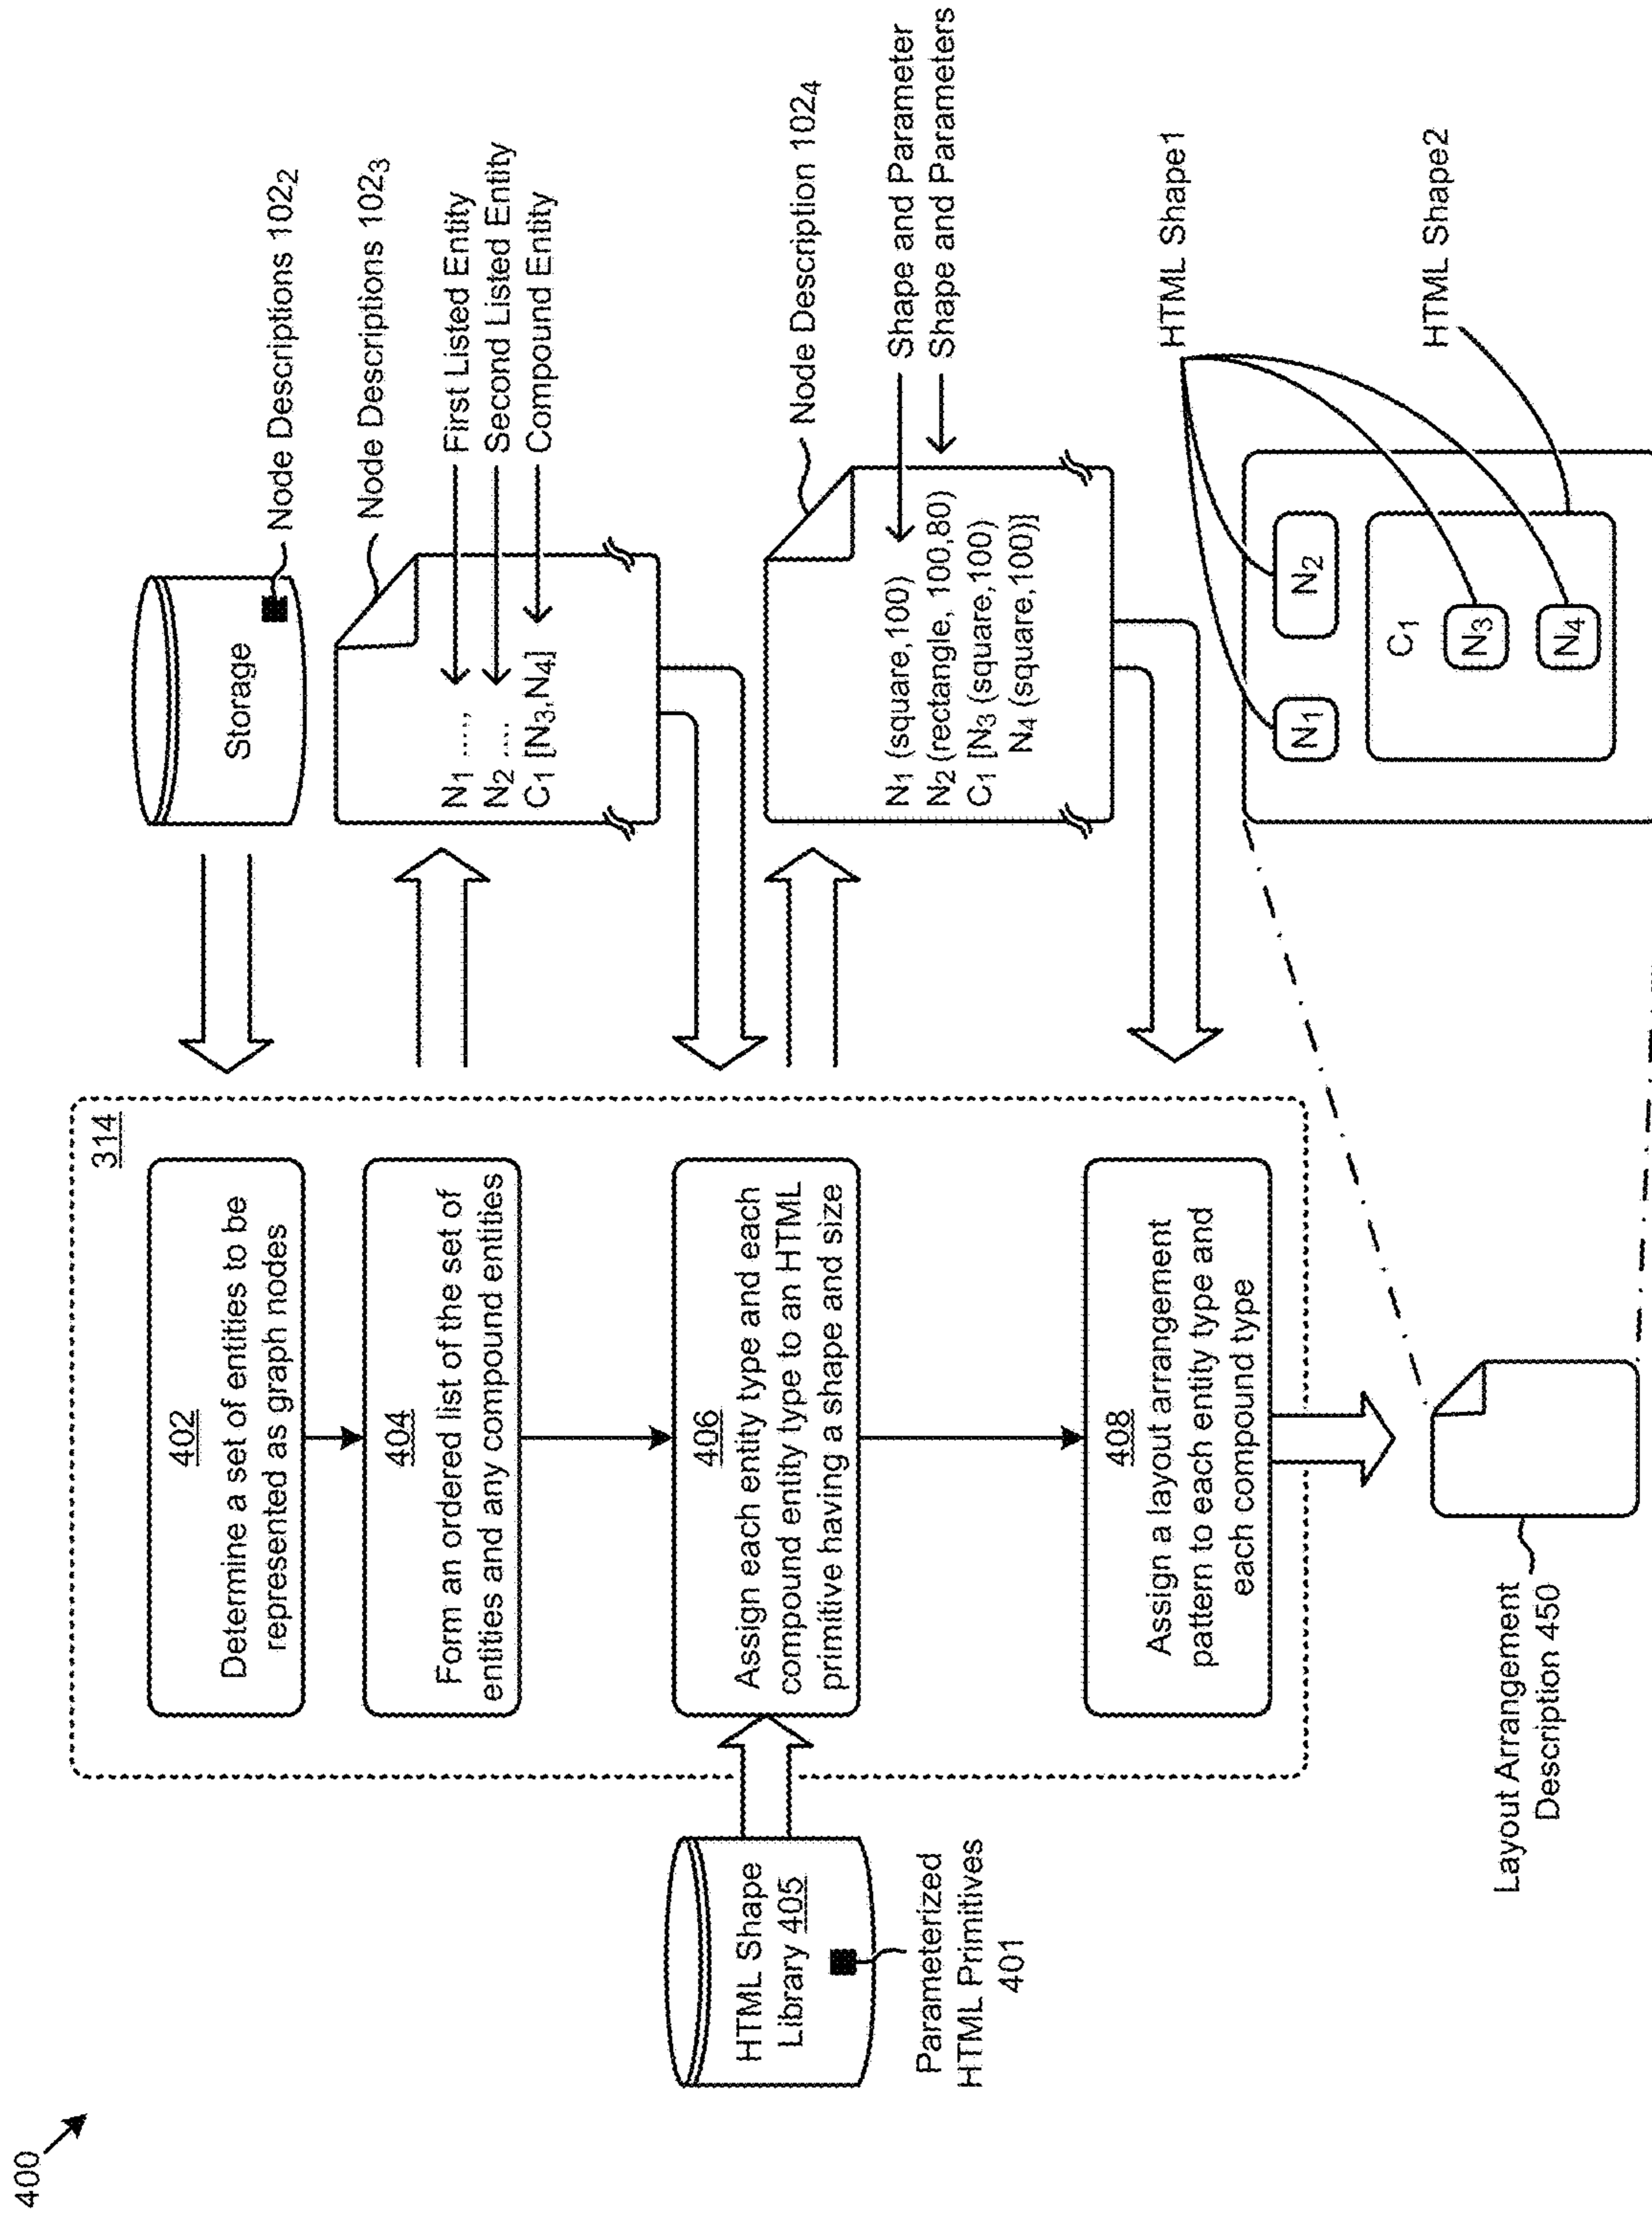 400
314
402
Determine a set of entities to be
represented as graph nodes
404
Form an ordered list of the set of
entities and any compound entities
406
Assign each entity type and each
compound entity type to an HTML
primitive having a shape and size
408
Assign a layout arrangement
pattern to each entity type and
each compound type
HTML Shape
Library 405
Parameterized
HTML Primitives
401
Layout Arrangement
Description 450
Storage
Node Descriptions 102₂
Node Descriptions 102₃
N₁ ....,
N₂ ....
C₁ [N₃,N₄]
First Listed Entity
Second Listed Entity
Compound Entity
Node Description 102₄
N₁ (square,100)
N₂ (rectangle, 100,80)
C₁ [N₃ (square,100)
N₄ (square,100)]
Shape and Parameter
Shape and Parameters
HTML Shape1
HTML Shape2
N₁
N₂
C₁
N₃
N₄